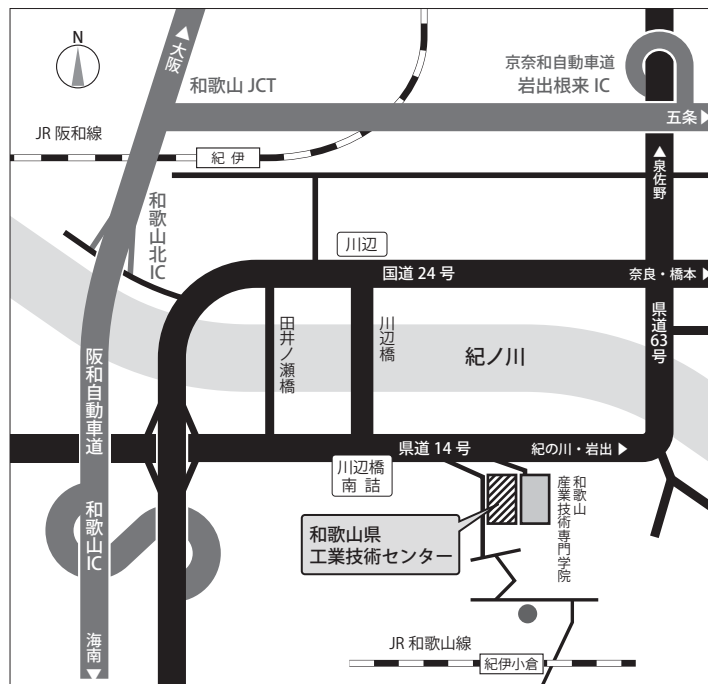 N
▲大阪
和歌山 JCT
京奈和自動車道
岩出根来 IC
五条▶
JR 阪和線
紀伊
▲泉佐野
和歌山北IC
川辺
国道 24 号
奈良・橋本▶
県道63号
田井ノ瀬橋
川辺橋
紀ノ川
阪和自動車道
県道 14 号
紀の川・岩出▶
川辺橋
南詰
和歌山
産業技術専門学院
和歌山IC
和歌山県
工業技術センター
海南▼
JR 和歌山線
紀伊小倉